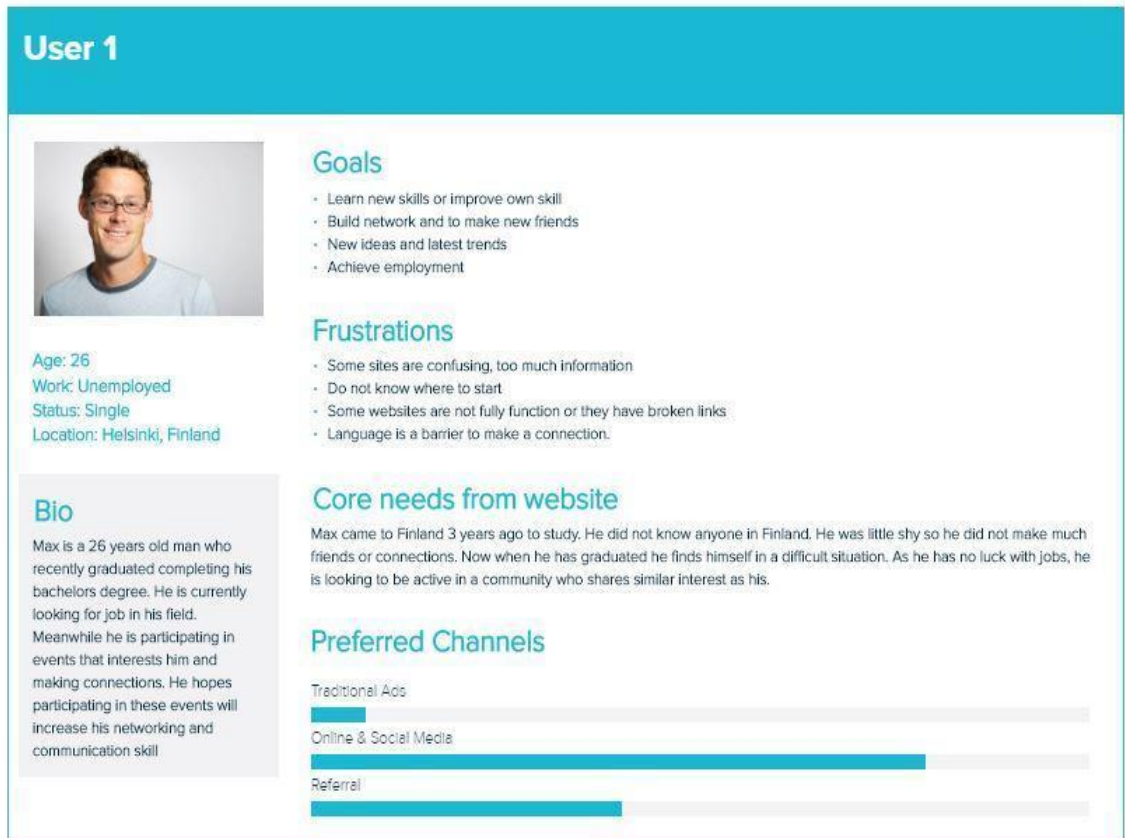 User 1
Goals
· Learn new skills or improve own skill
· Build network and to make new friends
· New ideas and latest trends
· Achieve employment
Frustrations
· Some sites are confusing, too much information
· Do not know where to start
· Some websites are not fully function or they have broken links
· Language is a barrier to make a connection.
Age: 26
Work: Unemployed
Status: Single
Location: Helsinki, Finland
Bio
Max is a 26 years old man who
recently graduated completing his
bachelors degree. He is currently
looking for job in his field.
Meanwhile he is participating in
events that interests him and
making connections. He hopes
participating in these events will
increase his networking and
communication skill
Core needs from website
Max came to Finland 3 years ago to study. He did not know anyone in Finland. He was little shy so he did not make much
friends or connections. Now when he has graduated he finds himself in a difficult situation. As he has no luck with jobs, he
is looking to be active in a community who shares similar interest as his.
Preferred Channels
Traditional Ads
Online & Social Media
Referral